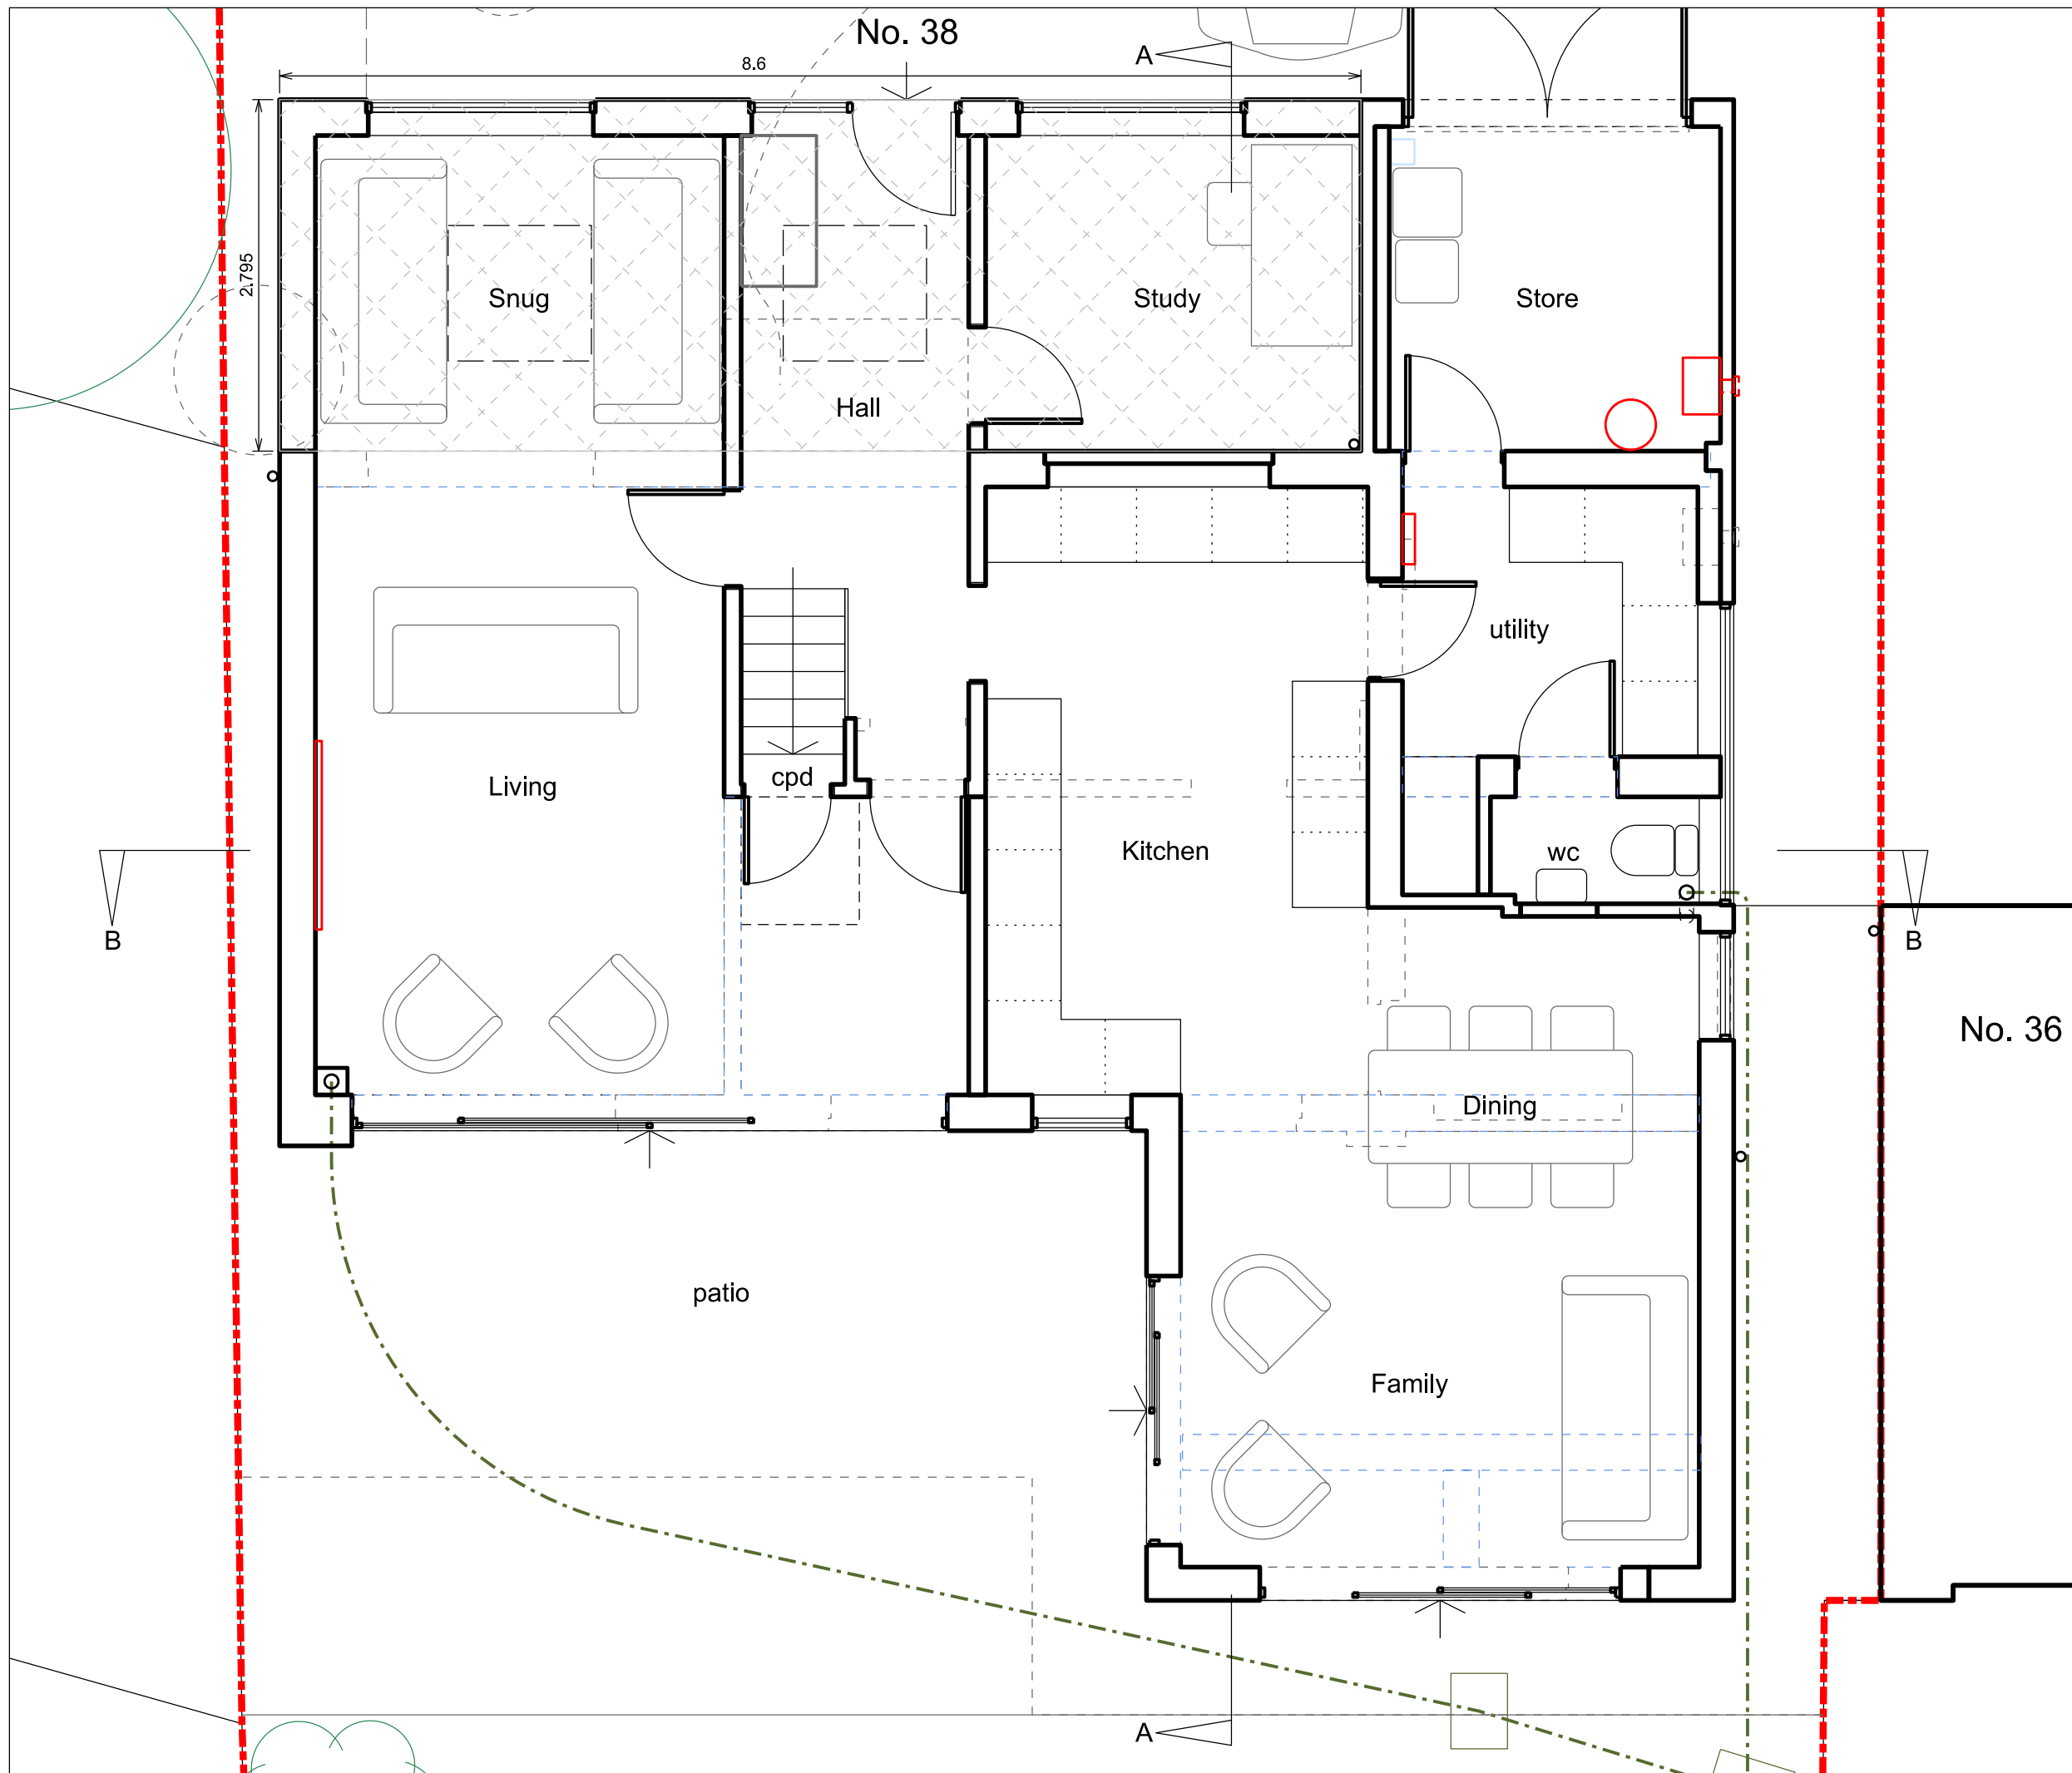 No. 38
A
8.6
2.795
Snug
Study
Store
Hall
utility
Living
cpd
Kitchen
wc
B
B
No. 36
Dining
patio
Family
A